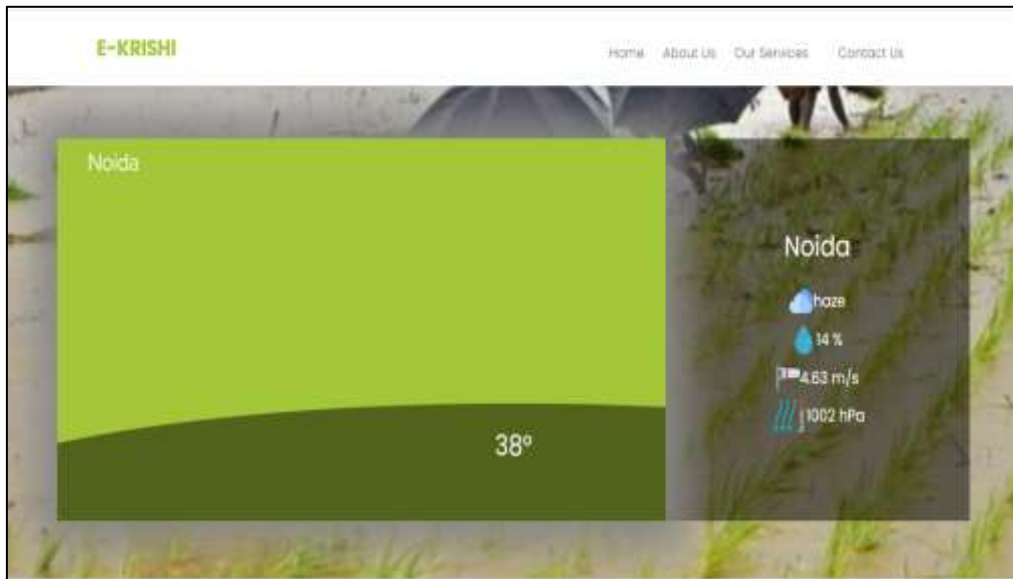 E-KRISHI
Home About Us Our Services Contact Us
Noida
38°
Noida
haze
14 %
4.63 m/s
1002 hPa